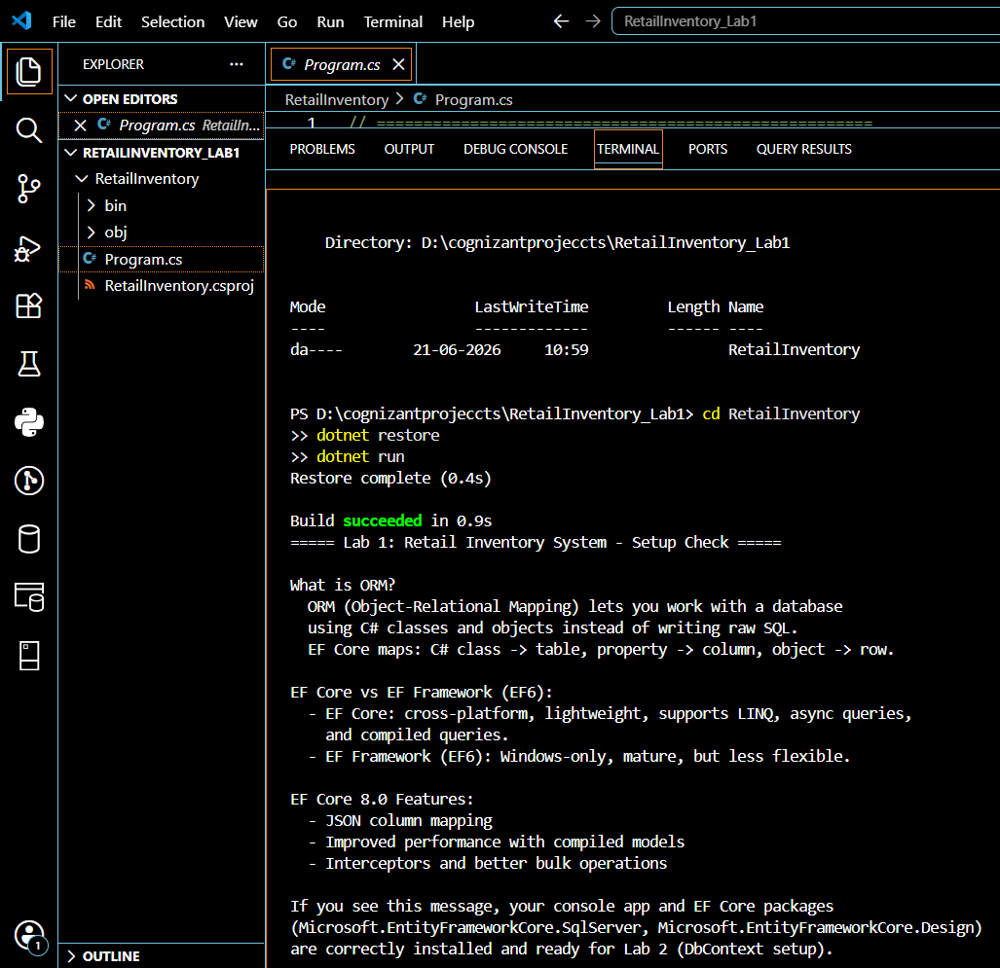 File Edit Selection View Go Run Terminal Help RetailInventory_Lab1
EXPLORER ···
OPEN EDITORS
Program.cs RetailIn...
RETAILINVENTORY_LAB1
RetailInventory
bin
obj
C# Program.cs
RetailInventory.csproj
OUTLINE
1
C# Program.cs
RetailInventory > C# Program.cs
1 // =====================================================
PROBLEMS OUTPUT DEBUG CONSOLE TERMINAL PORTS QUERY RESULTS
Directory: D:\cognizantprojeccts\RetailInventory_Lab1
Mode LastWriteTime Length Name
---- ------------- ------ ----
da---- 21-06-2026 10:59 RetailInventory
PS D:\cognizantprojeccts\RetailInventory_Lab1> cd RetailInventory
>> dotnet restore
>> dotnet run
Restore complete (0.4s)
Build succeeded in 0.9s
===== Lab 1: Retail Inventory System - Setup Check =====
What is ORM?
ORM (Object-Relational Mapping) lets you work with a database
using C# classes and objects instead of writing raw SQL.
EF Core maps: C# class -> table, property -> column, object -> row.
EF Core vs EF Framework (EF6):
- EF Core: cross-platform, lightweight, supports LINQ, async queries,
and compiled queries.
- EF Framework (EF6): Windows-only, mature, but less flexible.
EF Core 8.0 Features:
- JSON column mapping
- Improved performance with compiled models
- Interceptors and better bulk operations
If you see this message, your console app and EF Core packages
(Microsoft.EntityFrameworkCore.SqlServer, Microsoft.EntityFrameworkCore.Design)
are correctly installed and ready for Lab 2 (DbContext setup).